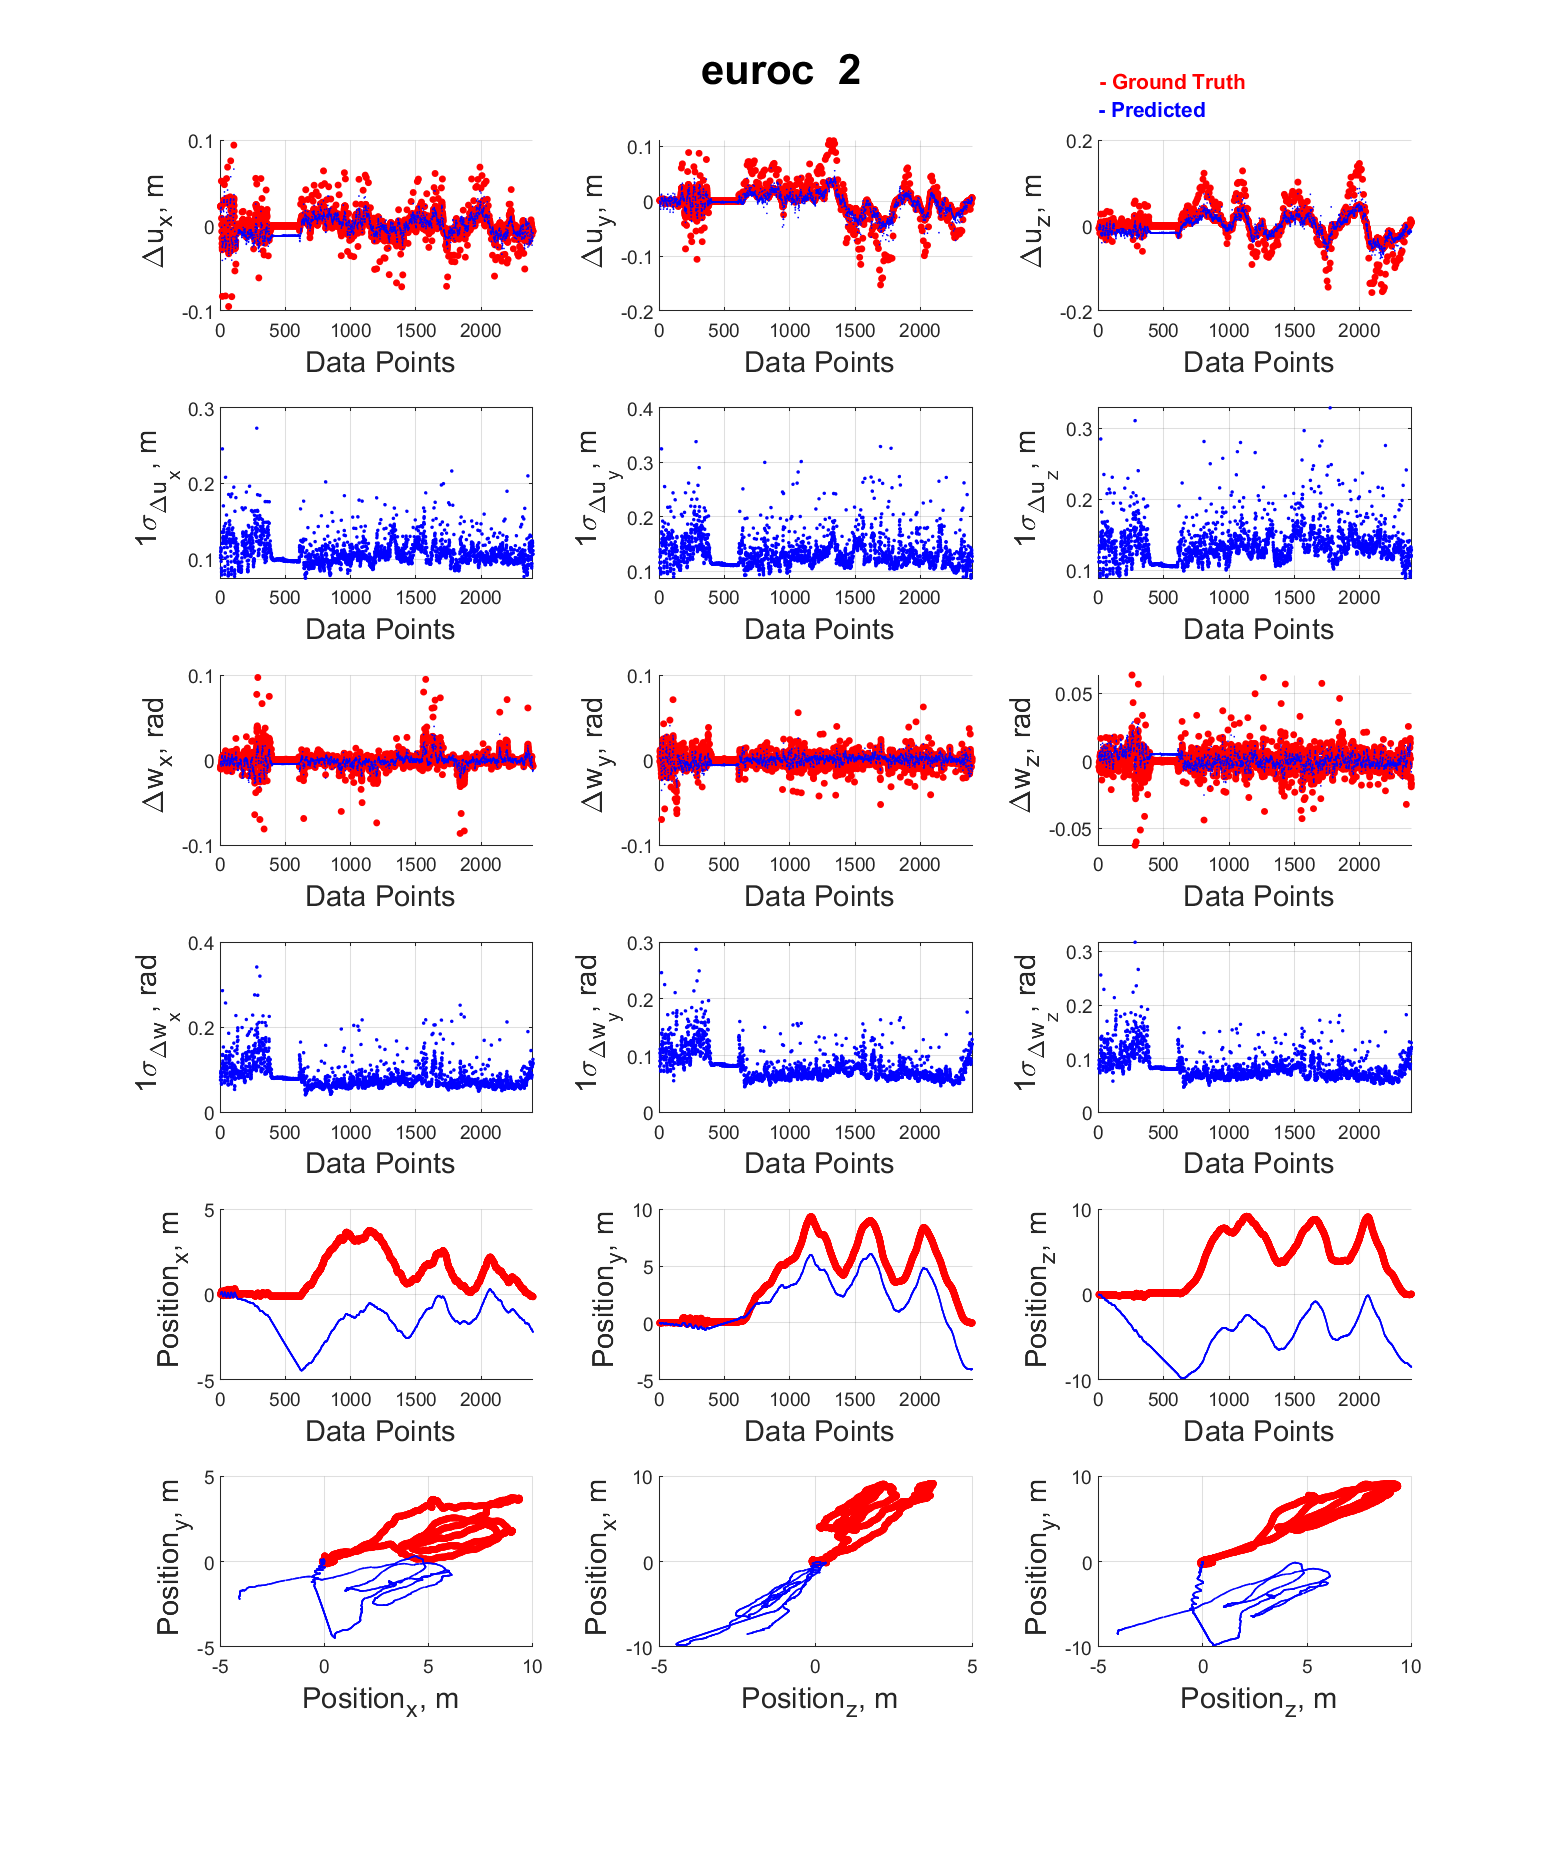 euroc 2
- Ground Truth
- Predicted
0.1
0
-0.1
Δu_x, m
0 500 1000 1500 2000
Data Points
0.1
0
-0.1
-0.2
Δu_y, m
0 500 1000 1500 2000
Data Points
0.2
0
-0.2
Δu_z, m
0 500 1000 1500 2000
Data Points
0.3
0.2
0.1
1σ_Δu_x, m
0 500 1000 1500 2000
Data Points
0.4
0.3
0.2
0.1
1σ_Δu_y, m
0 500 1000 1500 2000
Data Points
0.3
0.2
0.1
1σ_Δu_z, m
0 500 1000 1500 2000
Data Points
0.1
0
-0.1
Δw_x, rad
0 500 1000 1500 2000
Data Points
0.1
0
-0.1
Δw_y, rad
0 500 1000 1500 2000
Data Points
0.05
0
-0.05
Δw_z, rad
0 500 1000 1500 2000
Data Points
0.4
0.2
0
1σ_Δw_x, rad
0 500 1000 1500 2000
Data Points
0.3
0.2
0.1
0
1σ_Δw_y, rad
0 500 1000 1500 2000
Data Points
0.3
0.2
0.1
0
1σ_Δw_z, rad
0 500 1000 1500 2000
Data Points
5
0
-5
Position_x, m
0 500 1000 1500 2000
Data Points
10
5
0
-5
Position_y, m
0 500 1000 1500 2000
Data Points
10
0
-10
Position_z, m
0 500 1000 1500 2000
Data Points
5
0
-5
Position_y, m
-5 0 5 10
Position_x, m
10
0
-10
Position_x, m
-5 0 5
Position_z, m
10
0
-10
Position_y, m
-5 0 5 10
Position_z, m